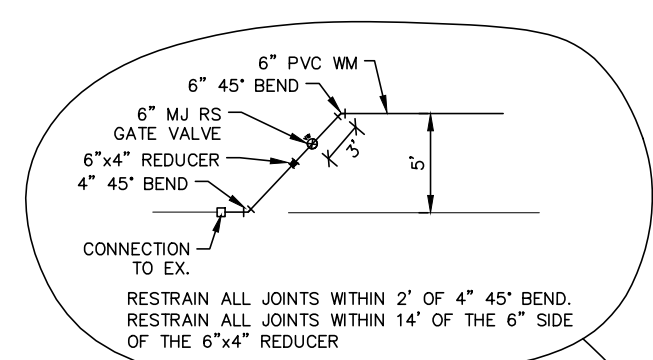 6" PVC WM
6" 45° BEND
6" MJ RS
GATE VALVE
6"x4" REDUCER
4" 45° BEND
3'
5'
CONNECTION
TO EX.
RESTRAIN ALL JOINTS WITHIN 2' OF 4" 45° BEND.
RESTRAIN ALL JOINTS WITHIN 14' OF THE 6" SIDE
OF THE 6"x4" REDUCER